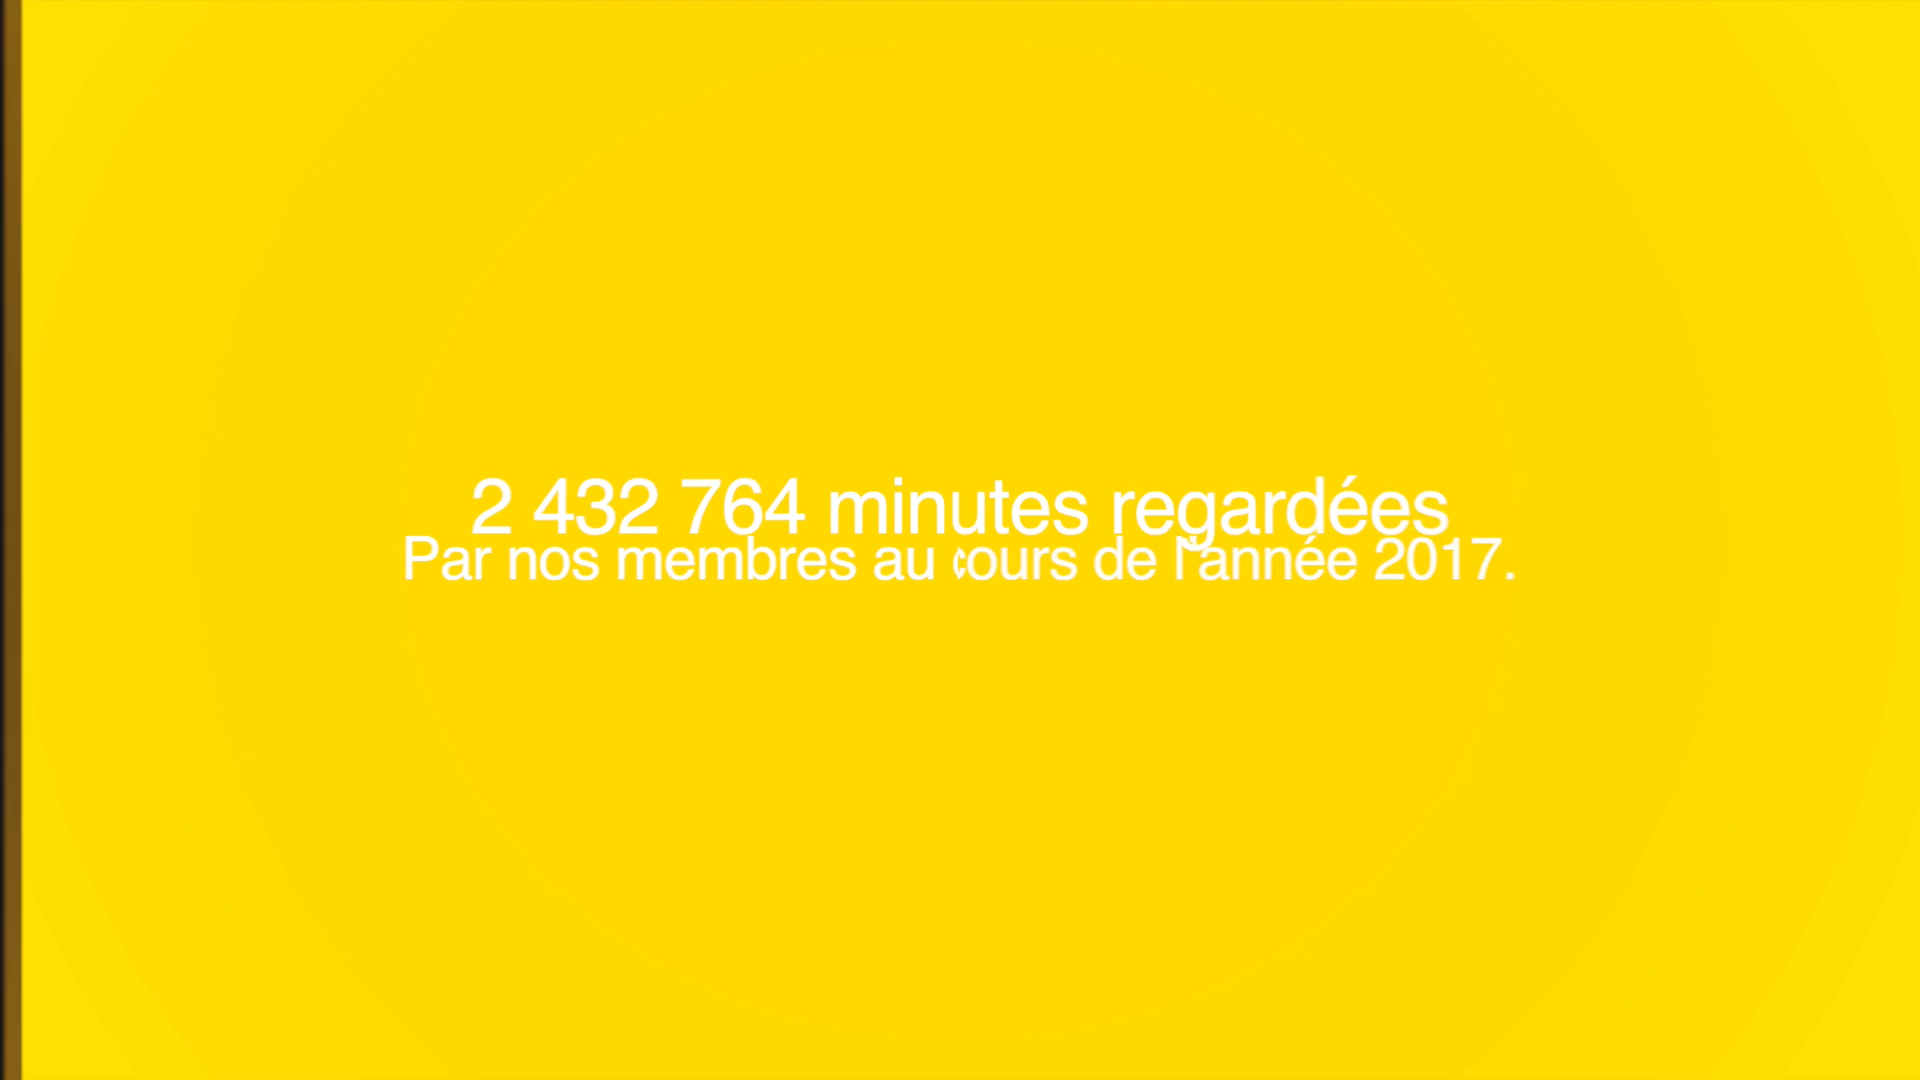 2 432 764 minutes regardées
Par nos membres au cours de l'année 2017.